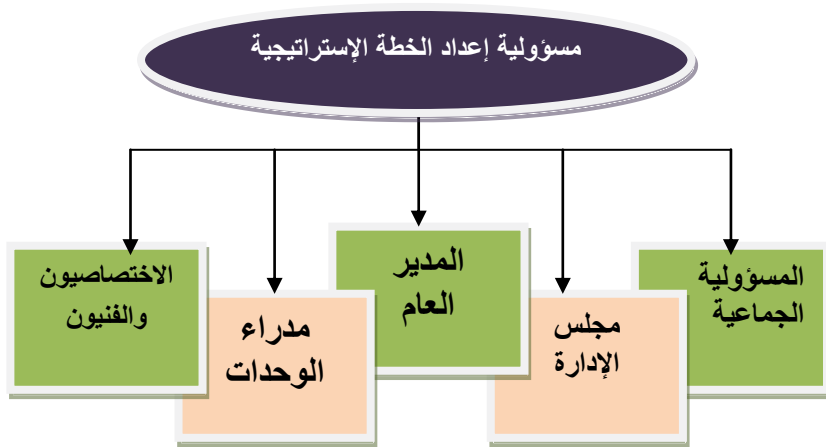 مسؤولية إعداد الخطة الإستراتيجية
المسؤولية
الجماعية
مجلس
الإدارة
المدير
العام
مدراء
الوحدات
الاختصاصيون
والفنيون